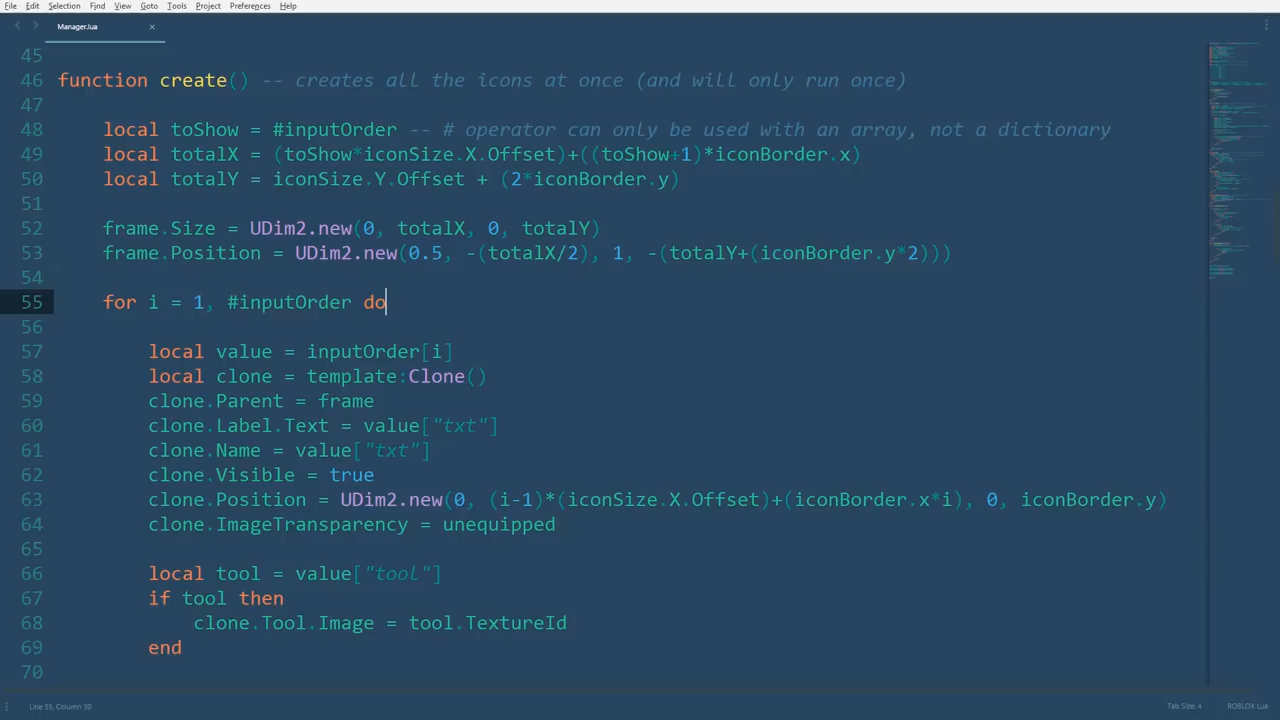 File Edit Selection Find View Goto Tools Project Preferences Help
Manager.lua ×
45
46 function create() -- creates all the icons at once (and will only run once)
47
48 local toShow = #inputOrder -- # operator can only be used with an array, not a dictionary
49 local totalX = (toShow*iconSize.X.Offset)+((toShow+1)*iconBorder.x)
50 local totalY = iconSize.Y.Offset + (2*iconBorder.y)
51
52 frame.Size = UDim2.new(0, totalX, 0, totalY)
53 frame.Position = UDim2.new(0.5, -(totalX/2), 1, -(totalY+(iconBorder.y*2)))
54
55 for i = 1, #inputOrder do
56
57 local value = inputOrder[i]
58 local clone = template:Clone()
59 clone.Parent = frame
60 clone.Label.Text = value["txt"]
61 clone.Name = value["txt"]
62 clone.Visible = true
63 clone.Position = UDim2.new(0, (i-1)*(iconSize.X.Offset)+(iconBorder.x*i), 0, iconBorder.y)
64 clone.ImageTransparency = unequipped
65
66 local tool = value["tool"]
67 if tool then
68 clone.Tool.Image = tool.TextureId
69 end
70
Line 55, Column 30 Tab Size: 4 ROBLOX Lua